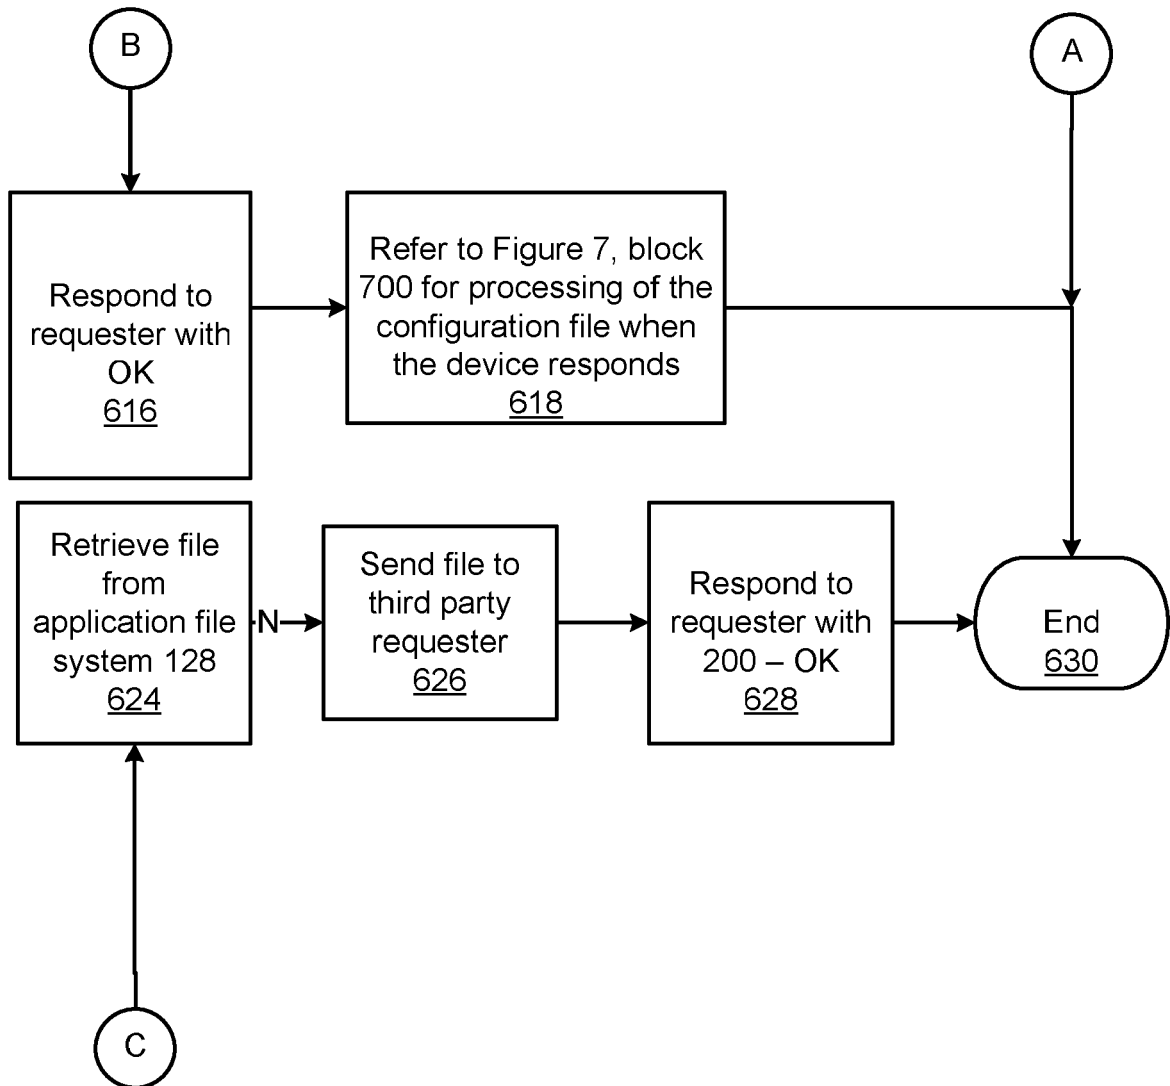 B
A
Respond to
requester with
OK
616
Refer to Figure 7, block
700 for processing of the
configuration file when
the device responds
618
Retrieve file
from
application file
system 128
624
N
Send file to
third party
requester
626
Respond to
requester with
200 – OK
628
End
630
C